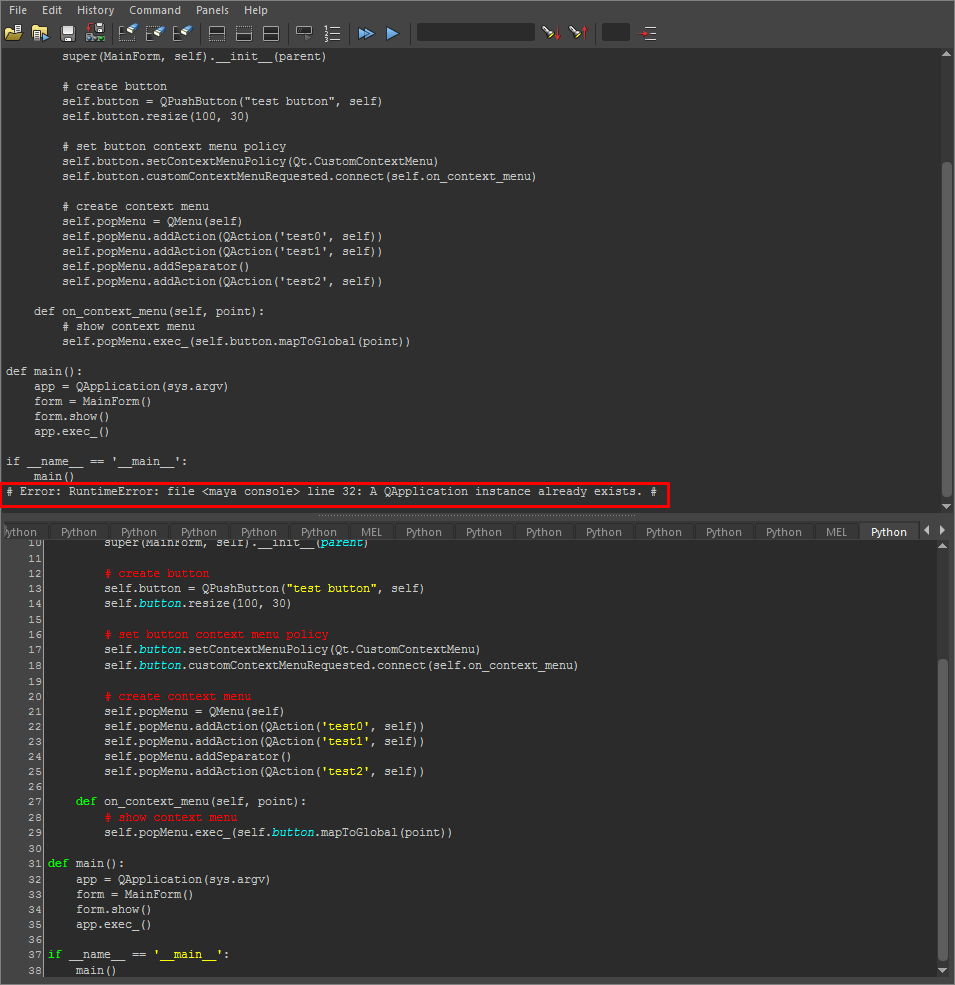 File Edit History Command Panels Help
        super(MainForm, self).__init__(parent)
        # create button
        self.button = QPushButton("test button", self)
        self.button.resize(100, 30)
        # set button context menu policy
        self.button.setContextMenuPolicy(Qt.CustomContextMenu)
        self.button.customContextMenuRequested.connect(self.on_context_menu)
        # create context menu
        self.popMenu = QMenu(self)
        self.popMenu.addAction(QAction('test0', self))
        self.popMenu.addAction(QAction('test1', self))
        self.popMenu.addSeparator()
        self.popMenu.addAction(QAction('test2', self))
    def on_context_menu(self, point):
        # show context menu
        self.popMenu.exec_(self.button.mapToGlobal(point))
def main():
    app = QApplication(sys.argv)
    form = MainForm()
    form.show()
    app.exec_()
if __name__ == '__main__':
    main()
# Error: RuntimeError: file <maya console> line 32: A QApplication instance already exists. #
ython Python Python Python Python Python MEL Python Python Python Python Python Python Python MEL Python
10         super(MainForm, self).__init__(parent)
11
12         # create button
13         self.button = QPushButton("test button", self)
14         self.button.resize(100, 30)
15
16         # set button context menu policy
17         self.button.setContextMenuPolicy(Qt.CustomContextMenu)
18         self.button.customContextMenuRequested.connect(self.on_context_menu)
19
20         # create context menu
21         self.popMenu = QMenu(self)
22         self.popMenu.addAction(QAction('test0', self))
23         self.popMenu.addAction(QAction('test1', self))
24         self.popMenu.addSeparator()
25         self.popMenu.addAction(QAction('test2', self))
26
27     def on_context_menu(self, point):
28         # show context menu
29         self.popMenu.exec_(self.button.mapToGlobal(point))
30
31 def main():
32     app = QApplication(sys.argv)
33     form = MainForm()
34     form.show()
35     app.exec_()
36
37 if __name__ == '__main__':
38     main()